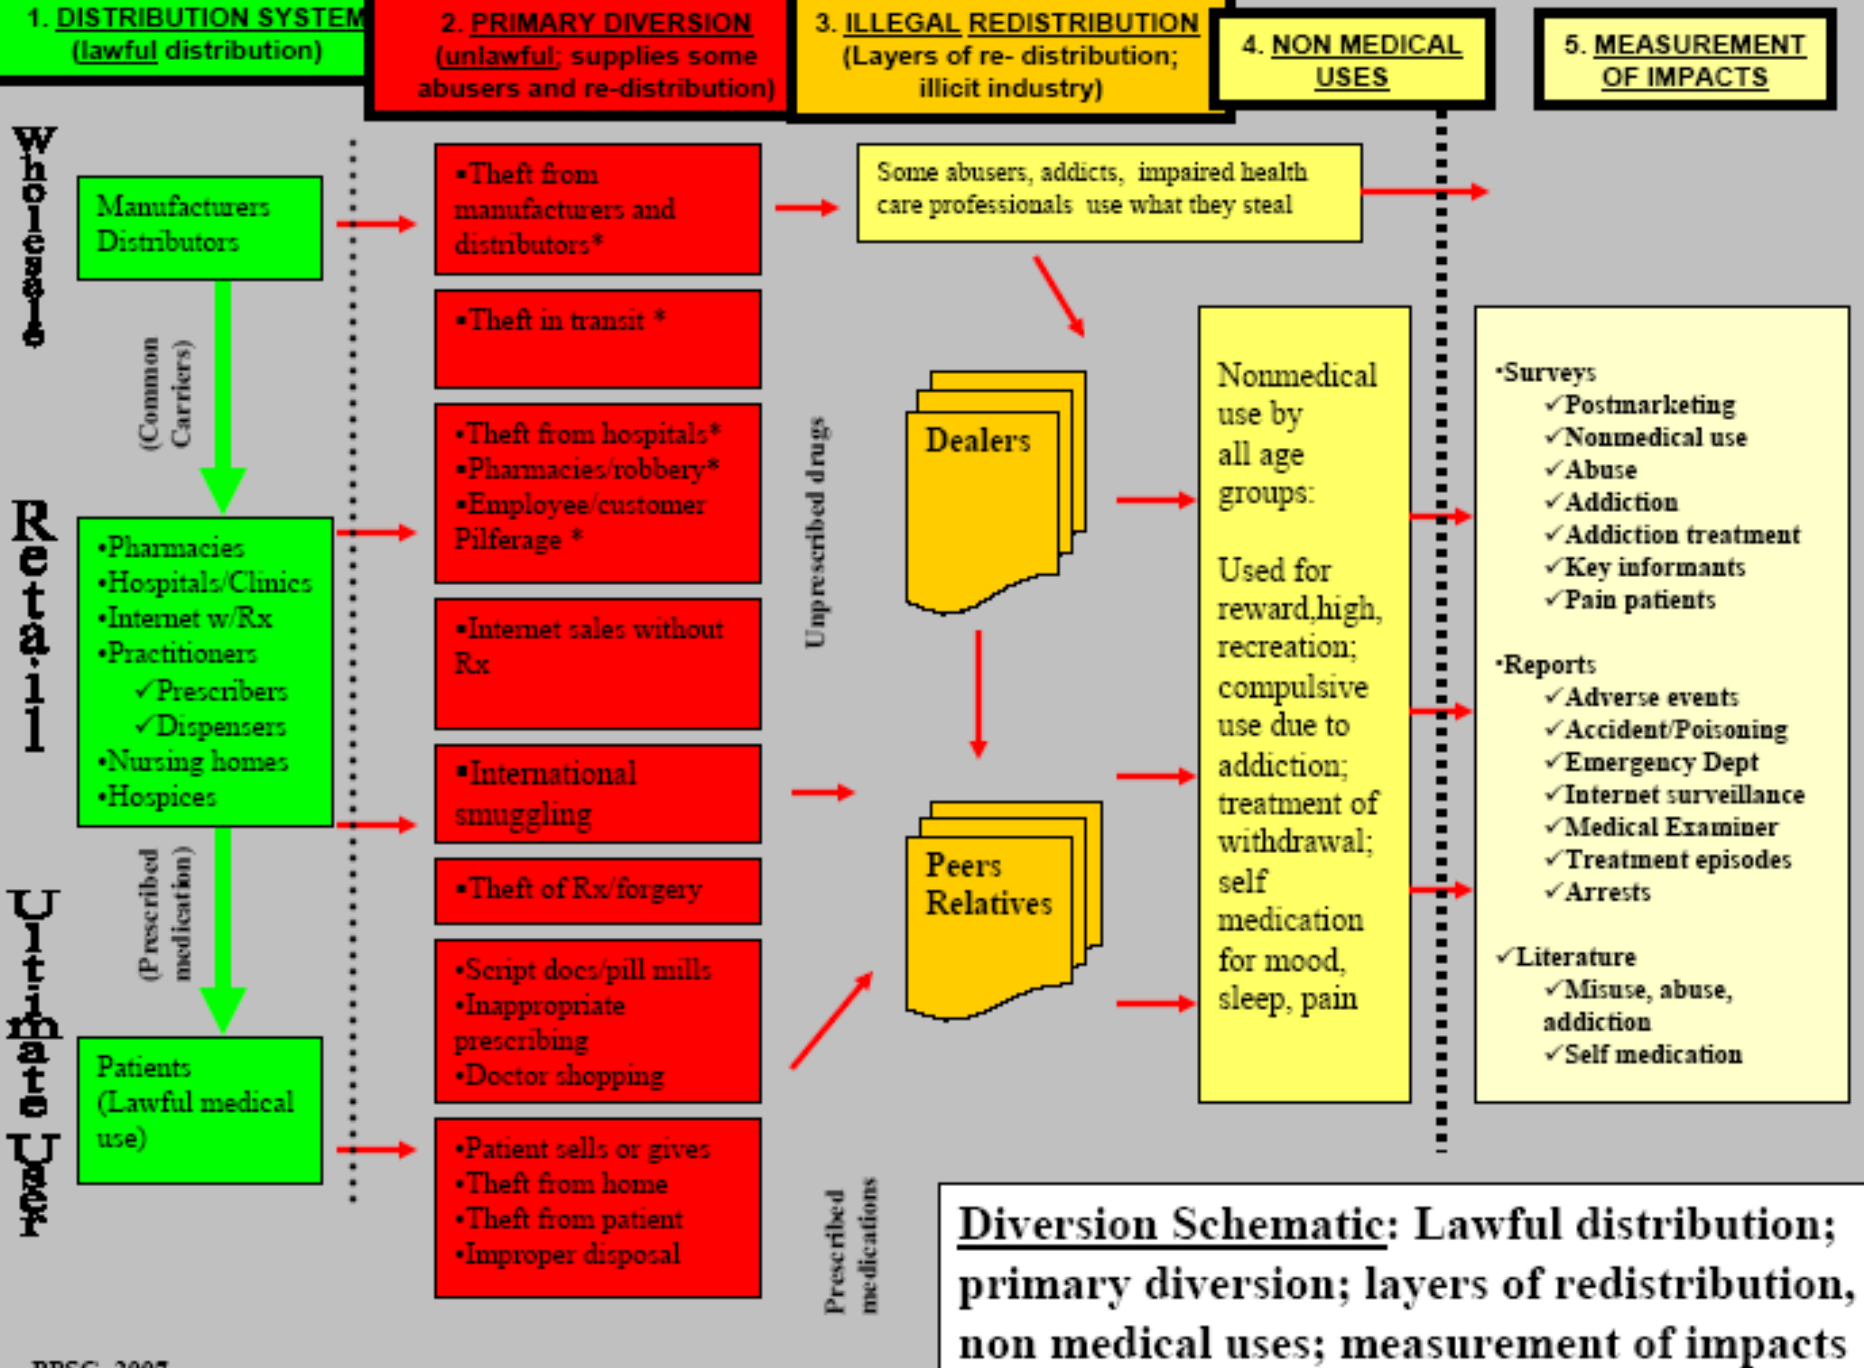 1. DISTRIBUTION SYSTEM
(lawful distribution)
2. PRIMARY DIVERSION
(unlawful; supplies some
abusers and re-distribution)
3. ILLEGAL REDISTRIBUTION
(Layers of re- distribution;
illicit industry)
4. NON MEDICAL
USES
5. MEASUREMENT
OF IMPACTS
Wholesale
Retail
Ultimate User
Manufacturers
Distributors
(Common
Carriers)
•Pharmacies
•Hospitals/Clinics
•Internet w/Rx
•Practitioners
✓Prescribers
✓Dispensers
•Nursing homes
•Hospices
(Prescribed
medication)
Patients
(Lawful medical
use)
▪Theft from
manufacturers and
distributors*
▪Theft in transit *
•Theft from hospitals*
▪Pharmacies/robbery*
▪Employee/customer
Pilferage *
▪Internet sales without
Rx
▪International
smuggling
▪Theft of Rx/forgery
•Script docs/pill mills
•Inappropriate
prescribing
•Doctor shopping
•Patient sells or gives
•Theft from home
•Theft from patient
•Improper disposal
Some abusers, addicts, impaired health
care professionals use what they steal
Unprescribed drugs
Dealers
Peers
Relatives
Prescribed
medications
Nonmedical
use by
all age
groups:
Used for
reward,high,
recreation;
compulsive
use due to
addiction;
treatment of
withdrawal;
self
medication
for mood,
sleep, pain
•Surveys
✓Postmarketing
✓Nonmedical use
✓Abuse
✓Addiction
✓Addiction treatment
✓Key informants
✓Pain patients
•Reports
✓Adverse events
✓Accident/Poisoning
✓Emergency Dept
✓Internet surveillance
✓Medical Examiner
✓Treatment episodes
✓Arrests
✓Literature
✓Misuse, abuse,
addiction
✓Self medication
Diversion Schematic: Lawful distribution;
primary diversion; layers of redistribution,
non medical uses; measurement of impacts